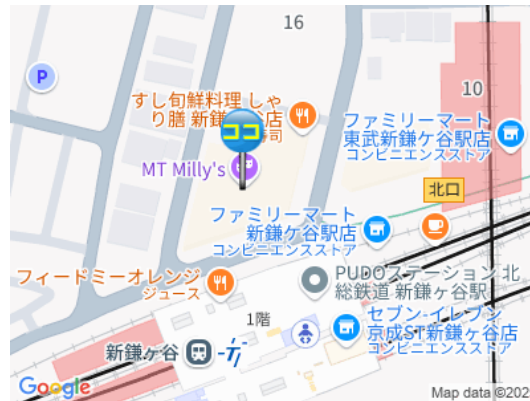 16
P
10
すし旬鮮料理 しゃ
り膳 新鎌ケ谷店
寿司
ココ
MT Milly's
ファミリーマート
東武新鎌ケ谷駅店
コンビニエンスストア
北口
ファミリーマート
新鎌ケ谷駅店
コンビニエンスストア
フィードミーオレンジ
ジュース
PUDOステーション 北
総鉄道 新鎌ケ谷駅
1階
セブン-イレブン
京成ST新鎌ケ谷店
コンビニエンスストア
新鎌ヶ谷
Google
Map data ©202